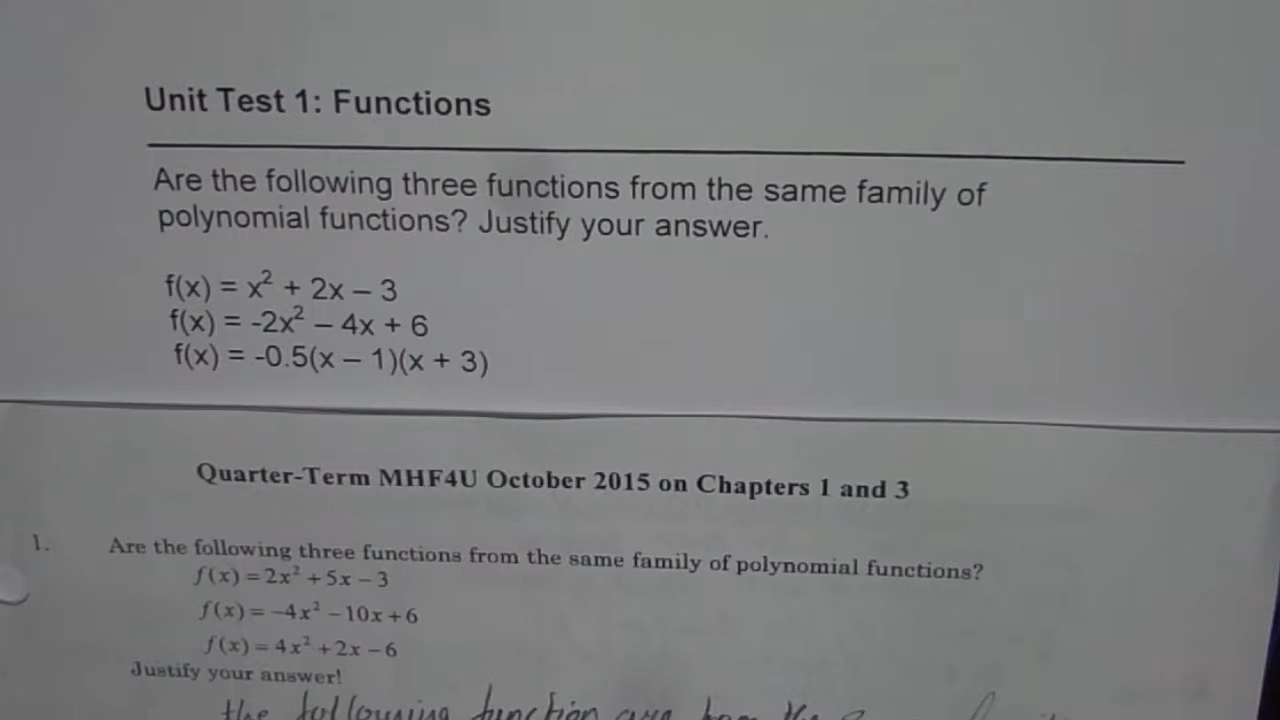 Unit Test 1: Functions
Are the following three functions from the same family of
polynomial functions? Justify your answer.
f(x) = x² + 2x – 3
f(x) = -2x² – 4x + 6
f(x) = -0.5(x – 1)(x + 3)
Quarter-Term MHF4U October 2015 on Chapters 1 and 3
1. Are the following three functions from the same family of polynomial functions?
f(x) = 2x² + 5x – 3
f(x) = –4x² – 10x + 6
f(x) = 4x² + 2x – 6
Justify your answer!
the following function